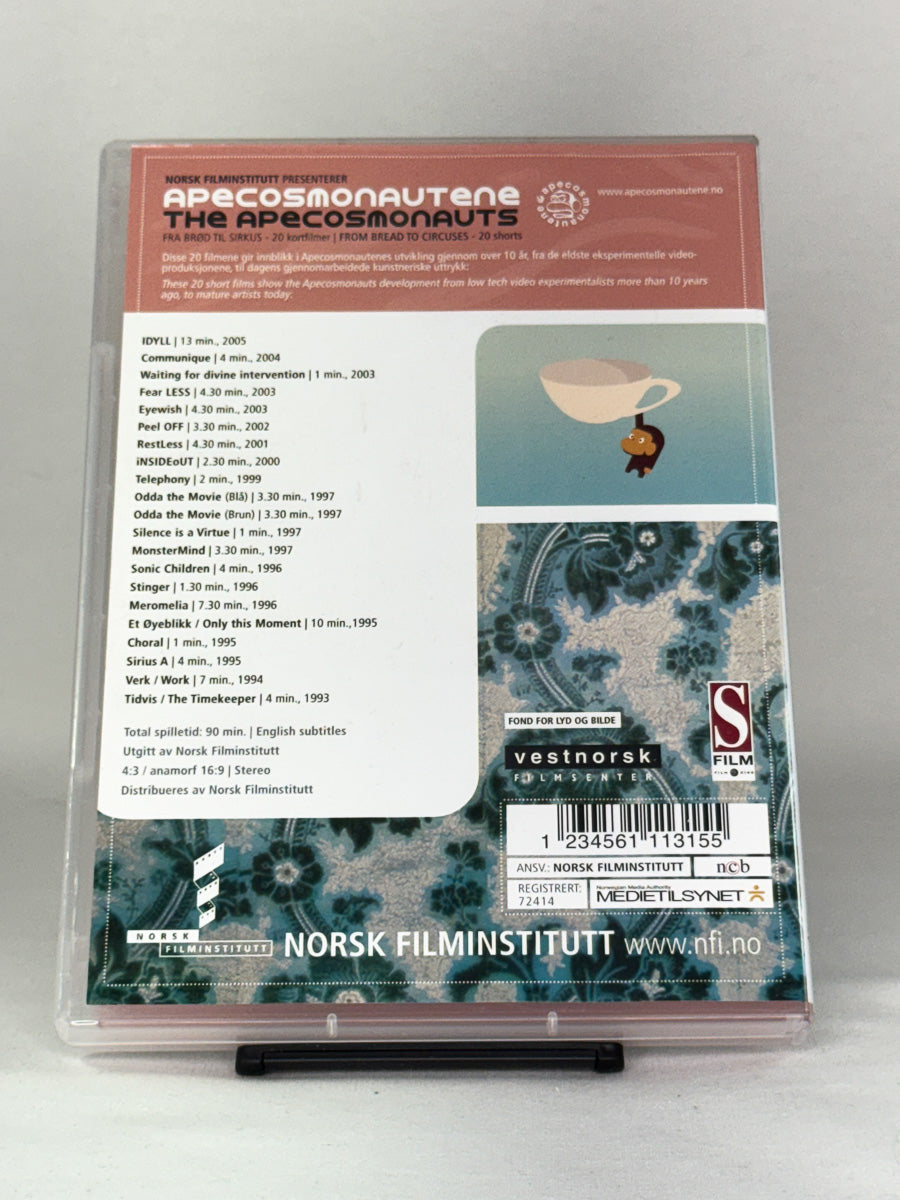 NORSK FILMINSTITUTT PRESENTERER
APECOSMONAUTENE
THE APECOSMONAUTS
FRA BRØD TIL SIRKUS - 20 kortfilmer | FROM BREAD TO CIRCUSES - 20 shorts
apecosmonautene
www.apecosmonautene.no
Disse 20 filmene gir innblikk i Apecosmonautenes utvikling gjennom over 10 år, fra de eldste eksperimentelle video-
produksjonene, til dagens gjennomarbeidede kunstneriske uttrykk:
These 20 short films show the Apecosmonauts development from low tech video experimentalists more than 10 years
ago, to mature artists today:
IDYLL | 13 min., 2005
Communique | 4 min., 2004
Waiting for divine intervention | 1 min., 2003
Fear LESS | 4.30 min., 2003
Eyewish | 4.30 min., 2003
Peel OFF | 3.30 min., 2002
RestLess | 4.30 min., 2001
iNSIDEoUT | 2.30 min., 2000
Telephony | 2 min., 1999
Odda the Movie (Blå) | 3.30 min., 1997
Odda the Movie (Brun) | 3.30 min., 1997
Silence is a Virtue | 1 min., 1997
MonsterMind | 3.30 min., 1997
Sonic Children | 4 min., 1996
Stinger | 1.30 min., 1996
Meromelia | 7.30 min., 1996
Et Øyeblikk / Only this Moment | 10 min.,1995
Choral | 1 min., 1995
Sirius A | 4 min., 1995
Verk / Work | 7 min., 1994
Tidvis / The Timekeeper | 4 min., 1993
Total spilletid: 90 min. | English subtitles
Utgitt av Norsk Filminstitutt
4:3 / anamorf 16:9 | Stereo
Distribueres av Norsk Filminstitutt
FOND FOR LYD OG BILDE
vestnorsk
FILMSENTER
S
FILM
1 234561 113155
ANSV.: NORSK FILMINSTITUTT
ncb
REGISTRERT:
72414
Norwegian Media Authority
MEDIETILSYNET
NORSK
FILMINSTITUTT
NORSK FILMINSTITUTT www.nfi.no